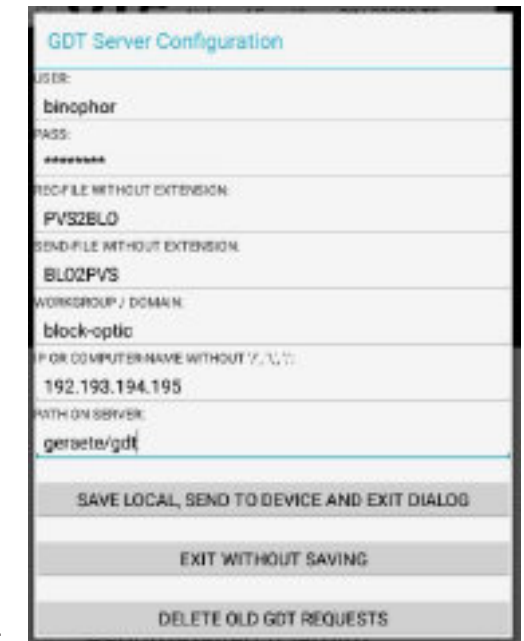 GDT Server Configuration
USER:
binophor
PASS:
********
REC-FILE WITHOUT EXTENSION:
PVS2BLO
SEND-FILE WITHOUT EXTENSION:
BLO2PVS
WORKGROUP / DOMAIN:
block-optic
IP OR COMPUTER-NAME WITHOUT '/', '\', ':':
192.193.194.195
PATH ON SERVER:
geraete/gdt
SAVE LOCAL, SEND TO DEVICE AND EXIT DIALOG
EXIT WITHOUT SAVING
DELETE OLD GDT REQUESTS